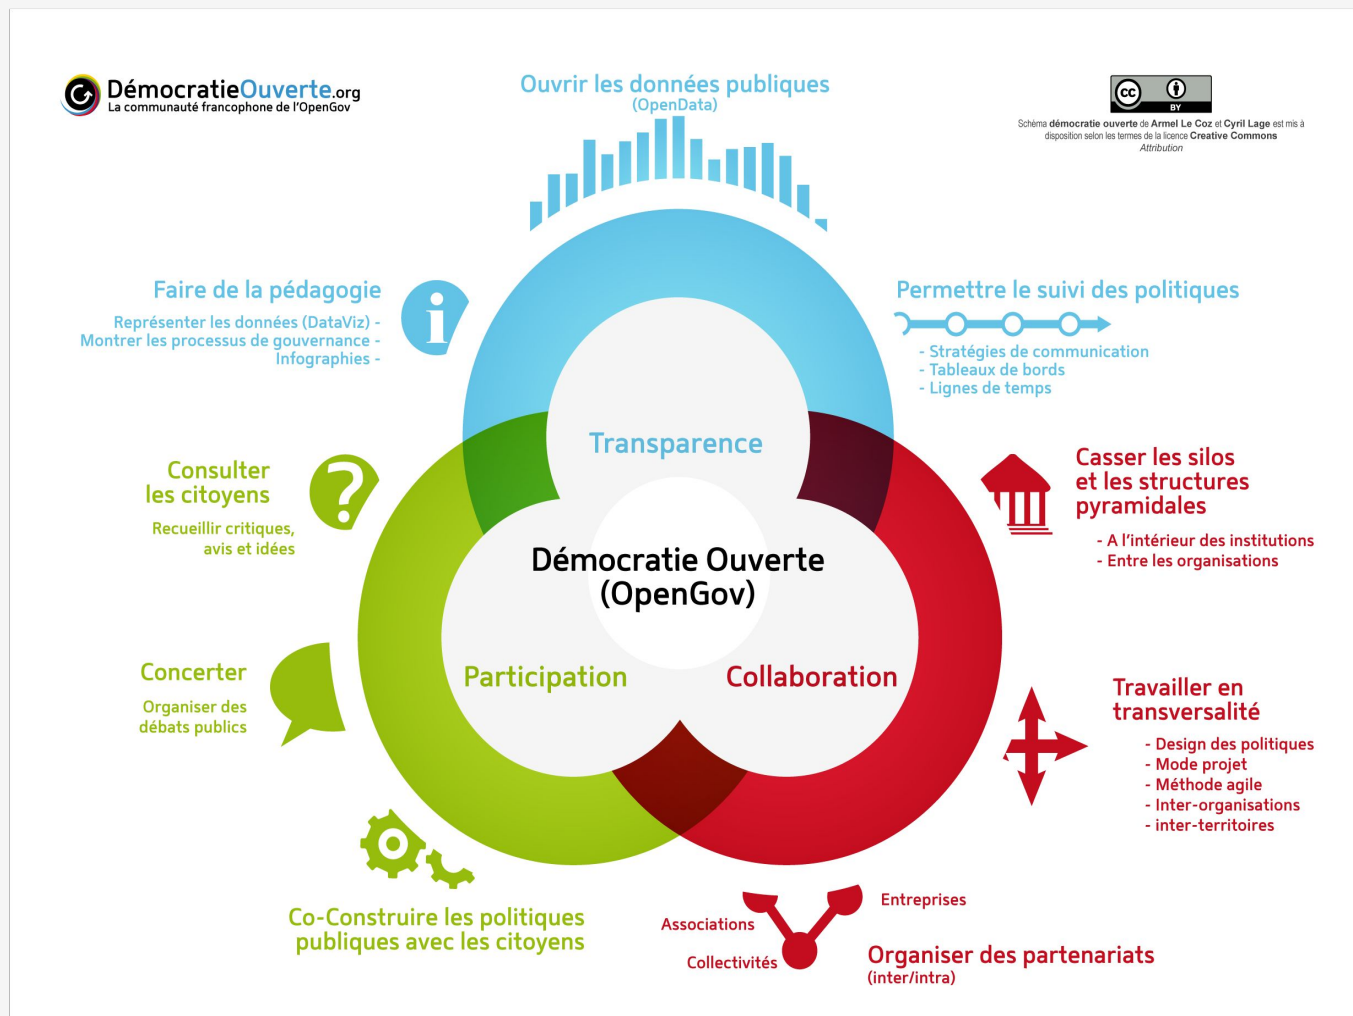 DémocratieOuverte.org
La communauté francophone de l'OpenGov
Ouvrir les données publiques
(OpenData)
cc
BY
Schéma démocratie ouverte de Armel Le Coz et Cyril Lage est mis à
disposition selon les termes de la licence Creative Commons
Attribution
Faire de la pédagogie
Représenter les données (DataViz) -
Montrer les processus de gouvernance -
Infographies -
i
Permettre le suivi des politiques
- Stratégies de communication
- Tableaux de bords
- Lignes de temps
Transparence
Consulter
les citoyens
Recueillir critiques,
avis et idées
?
Casser les silos
et les structures
pyramidales
- A l'intérieur des institutions
- Entre les organisations
Démocratie Ouverte
(OpenGov)
Participation
Collaboration
Concerter
Organiser des
débats publics
Travailler en
transversalité
- Design des politiques
- Mode projet
- Méthode agile
- Inter-organisations
- inter-territoires
Co-Construire les politiques
publiques avec les citoyens
Associations
Entreprises
Collectivités
Organiser des partenariats
(inter/intra)